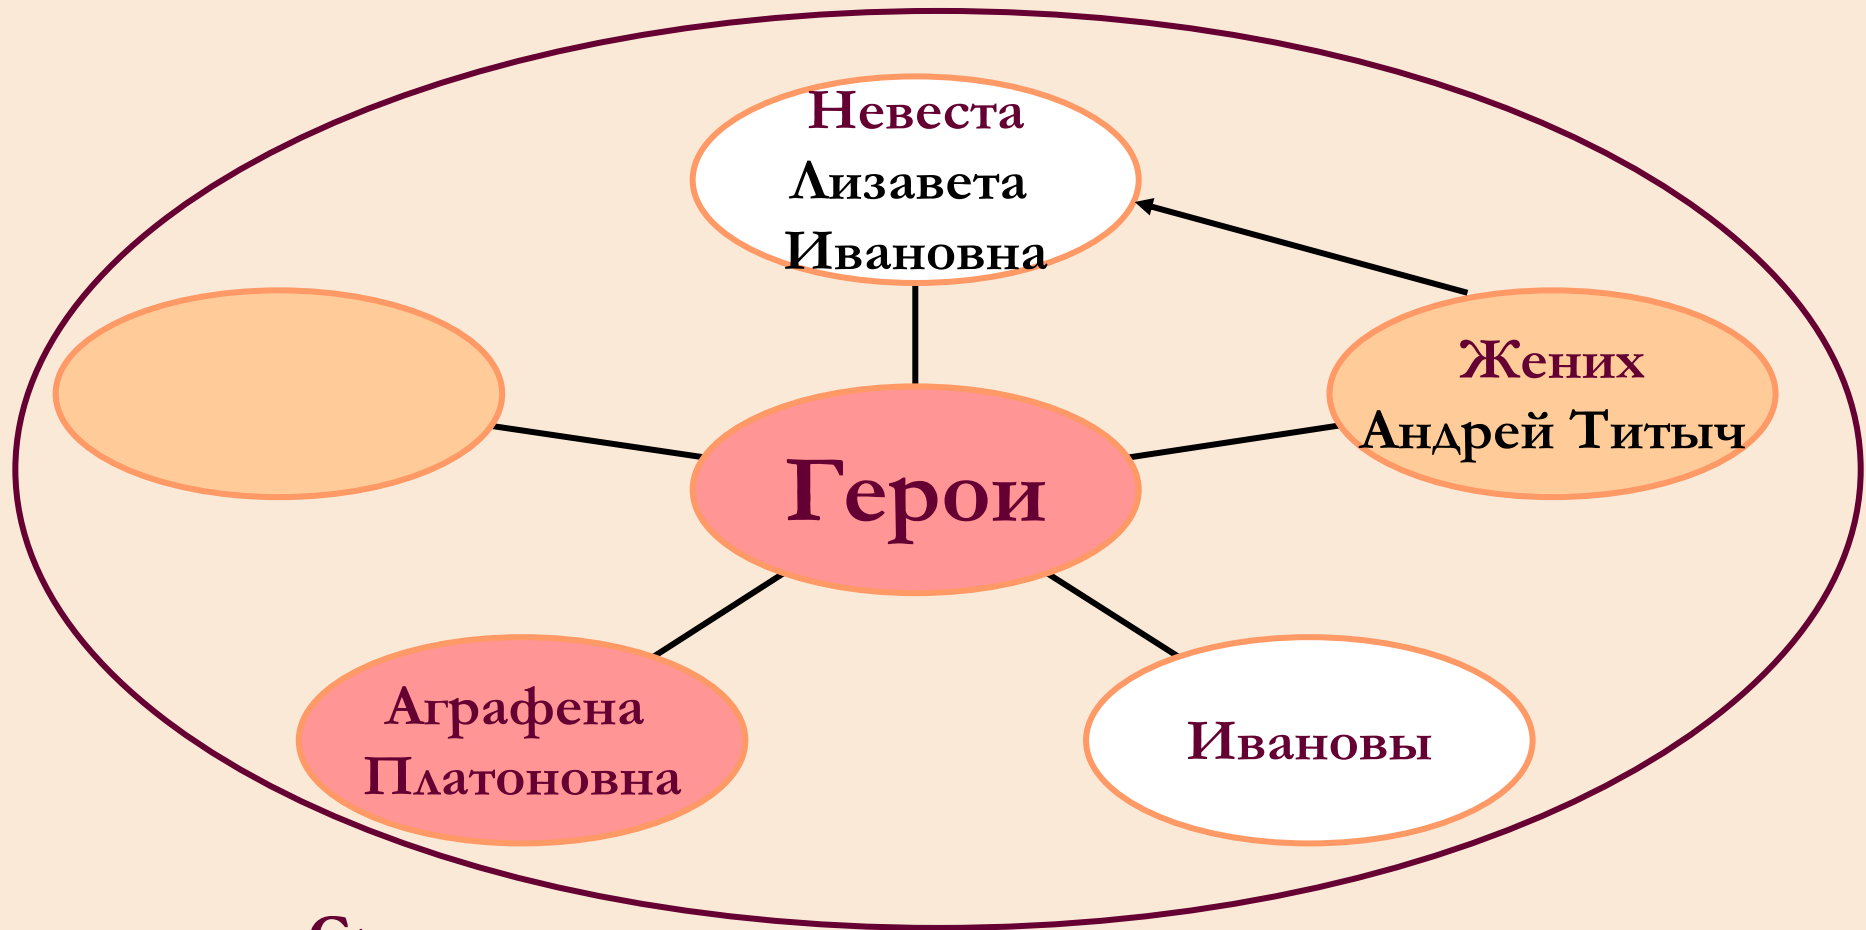 Невеста
Лизавета
Ивановна
Жених
Андрей Титыч
Герои
Аграфена
Платоновна
Ивановы